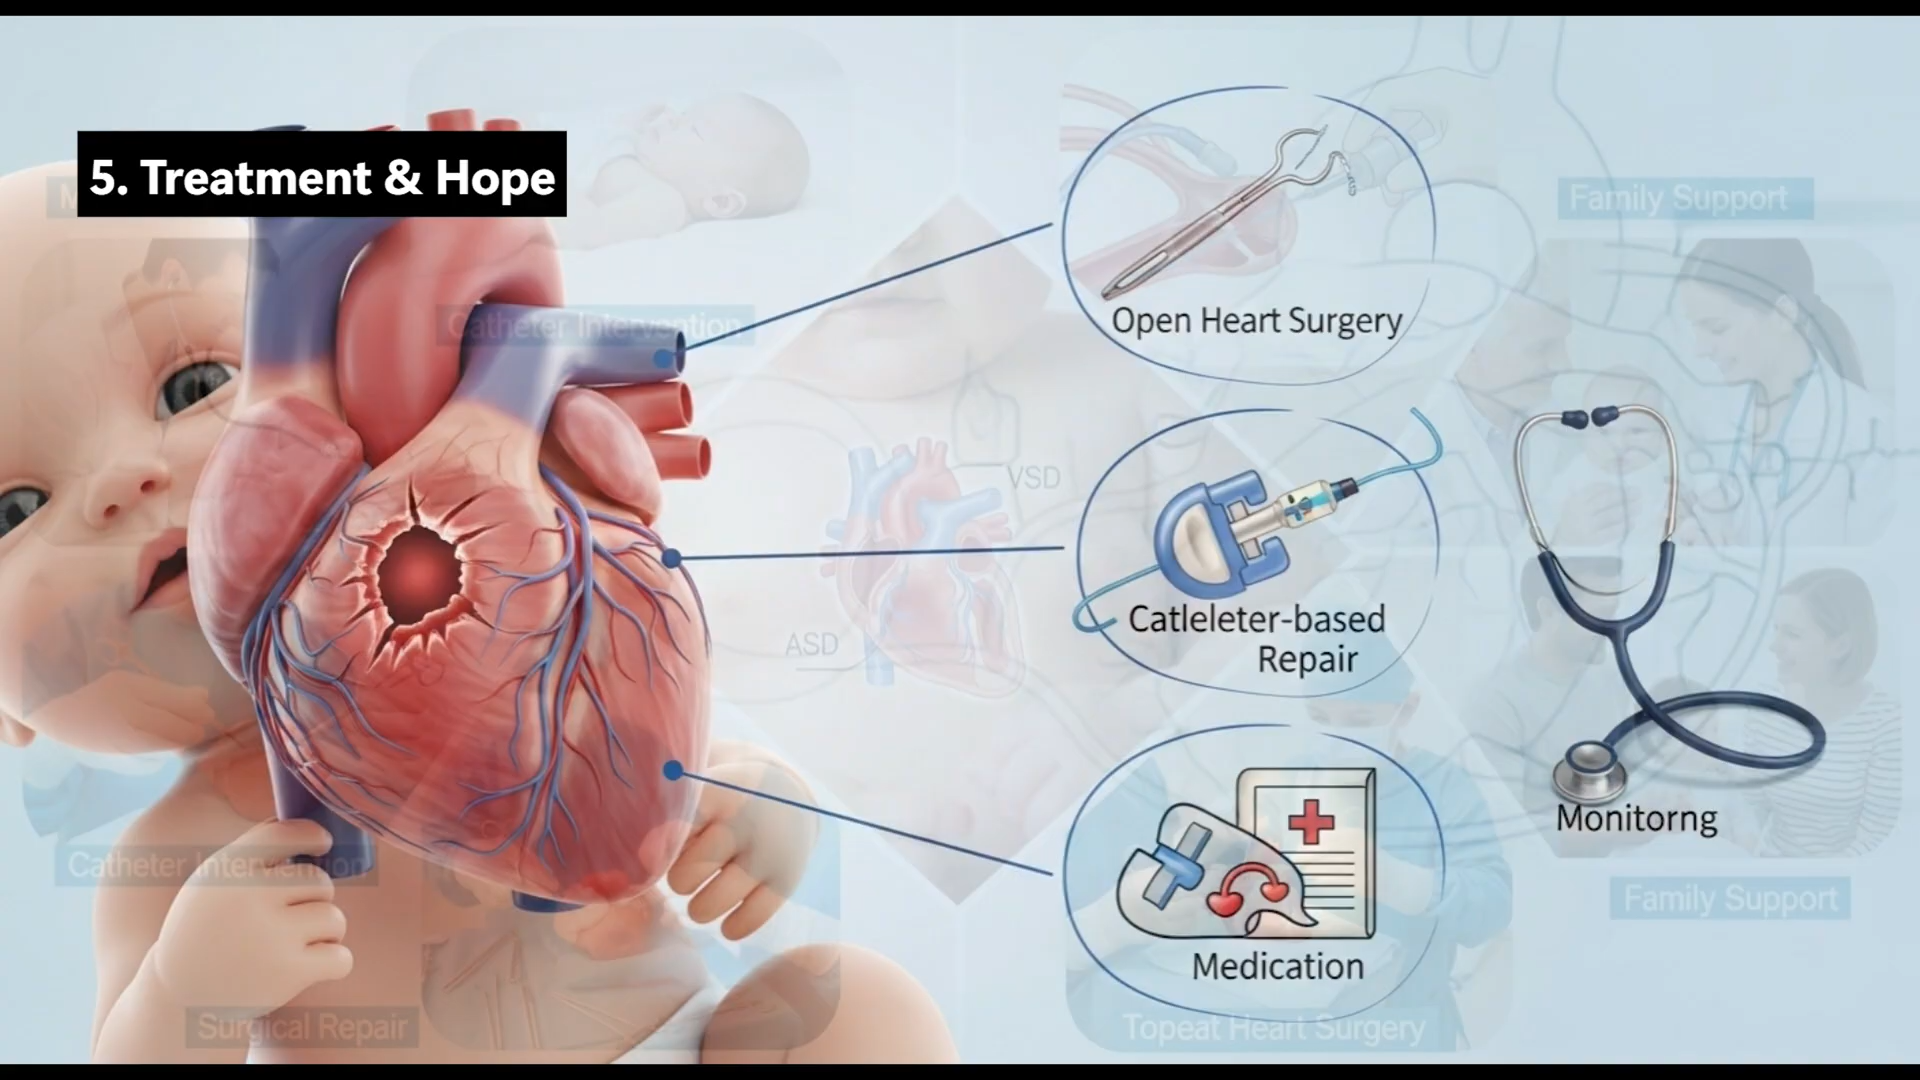 5. Treatment & Hope
Family Support
Open Heart Surgery
Catheter Intervention
VSD
ASD
Catleleter-based
Repair
Monitorng
Catheter Intervention
Family Support
Medication
Surgical Repair
Topeat Heart Surgery